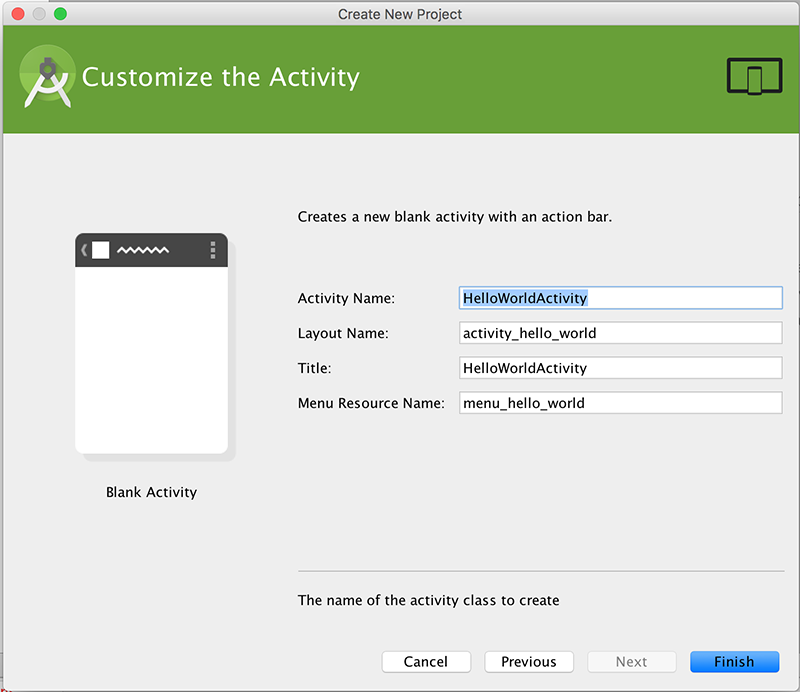 Create New Project
Customize the Activity
Creates a new blank activity with an action bar.
Activity Name: HelloWorldActivity
Layout Name: activity_hello_world
Title: HelloWorldActivity
Menu Resource Name: menu_hello_world
Blank Activity
The name of the activity class to create
Cancel Previous Next Finish